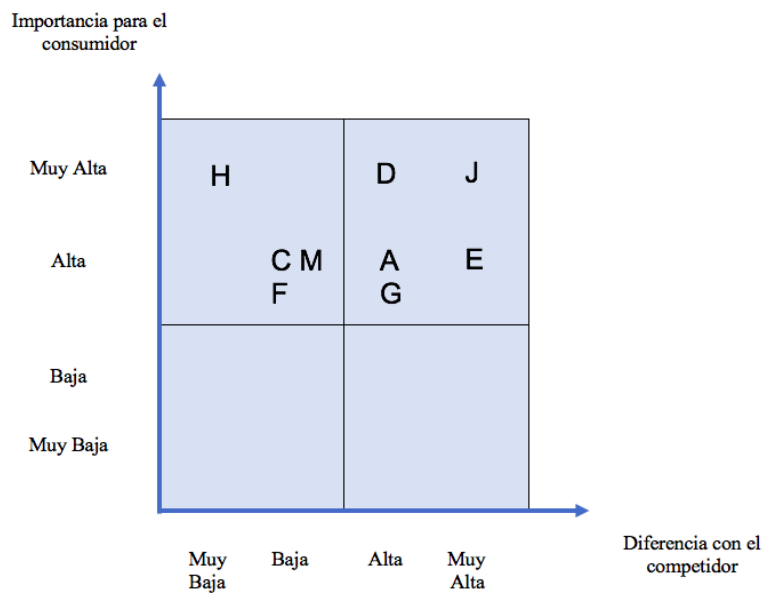 Importancia para el
consumidor
Muy Alta
H
D
J
Alta
C M
A
E
F
G
Baja
Muy Baja
Muy
Baja
Baja
Alta
Muy
Alta
Diferencia con el
competidor